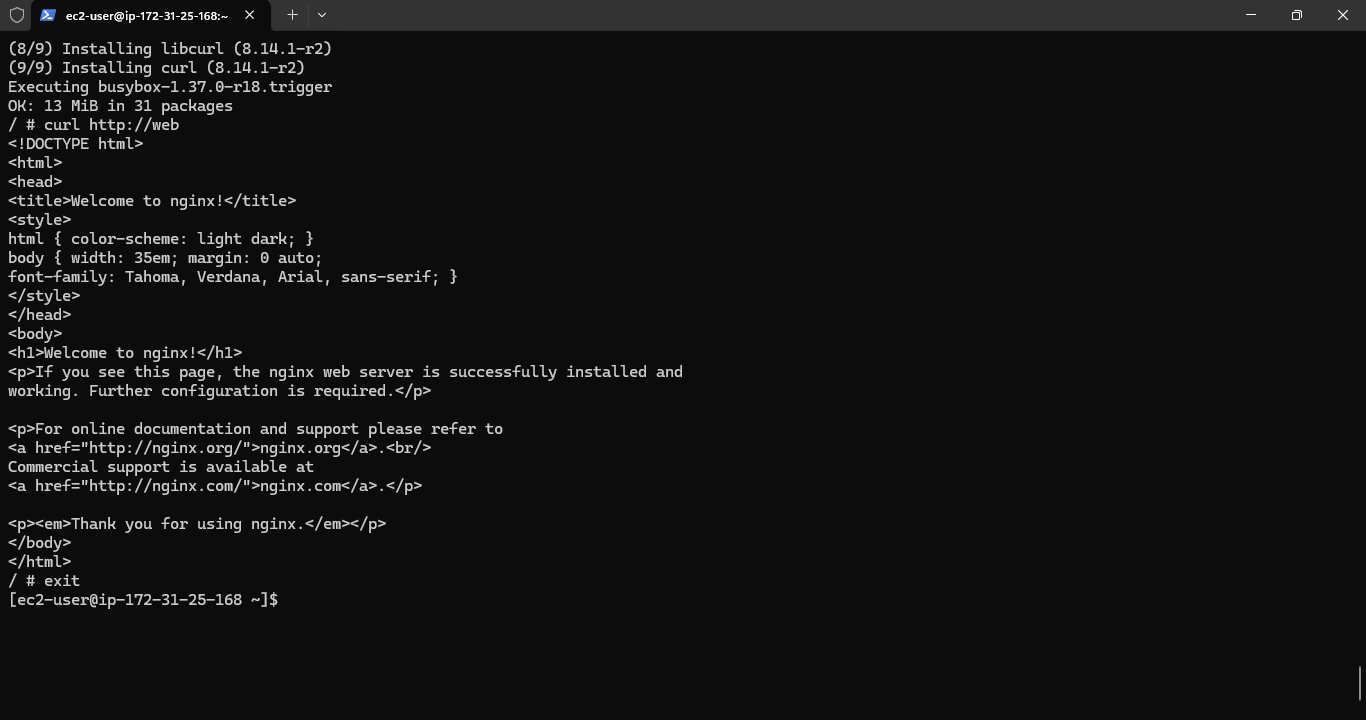 ec2-user@ip-172-31-25-168:~
(8/9) Installing libcurl (8.14.1-r2)
(9/9) Installing curl (8.14.1-r2)
Executing busybox-1.37.0-r18.trigger
OK: 13 MiB in 31 packages
/ # curl http://web
<!DOCTYPE html>
<html>
<head>
<title>Welcome to nginx!</title>
<style>
html { color-scheme: light dark; }
body { width: 35em; margin: 0 auto;
font-family: Tahoma, Verdana, Arial, sans-serif; }
</style>
</head>
<body>
<h1>Welcome to nginx!</h1>
<p>If you see this page, the nginx web server is successfully installed and
working. Further configuration is required.</p>

<p>For online documentation and support please refer to
<a href="http://nginx.org/">nginx.org</a>.<br/>
Commercial support is available at
<a href="http://nginx.com/">nginx.com</a>.</p>

<p><em>Thank you for using nginx.</em></p>
</body>
</html>
/ # exit
[ec2-user@ip-172-31-25-168 ~]$